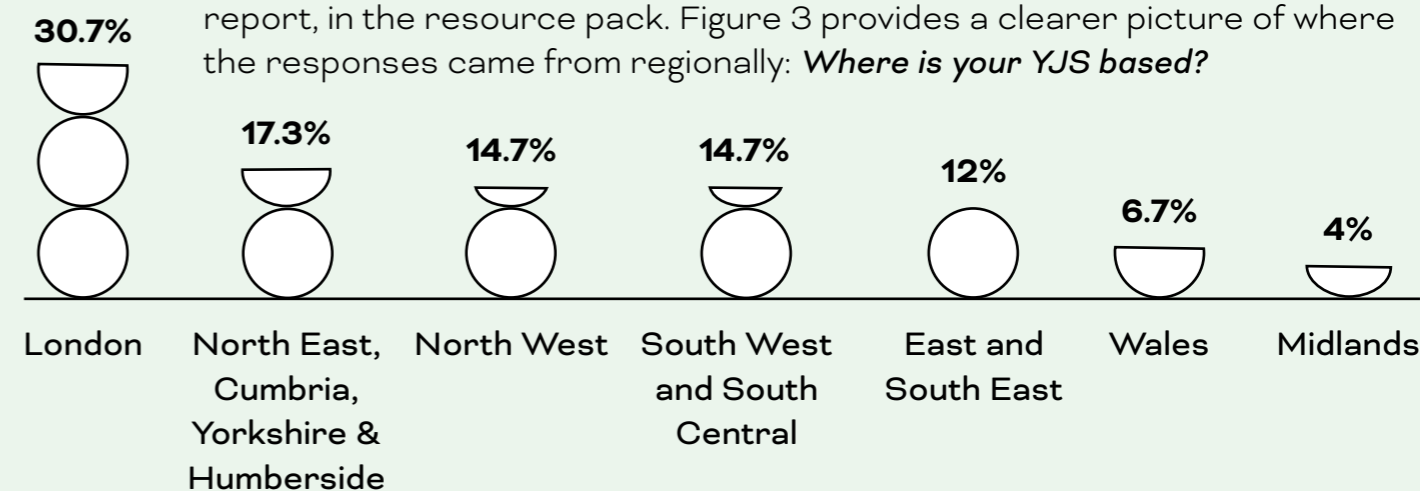 report, in the resource pack. Figure 3 provides a clearer picture of where
the responses came from regionally: Where is your YJS based?
30.7%
17.3%
14.7%
14.7%
12%
6.7%
4%
London
North East,
Cumbria,
Yorkshire &
Humberside
North West
South West
and South
Central
East and
South East
Wales
Midlands